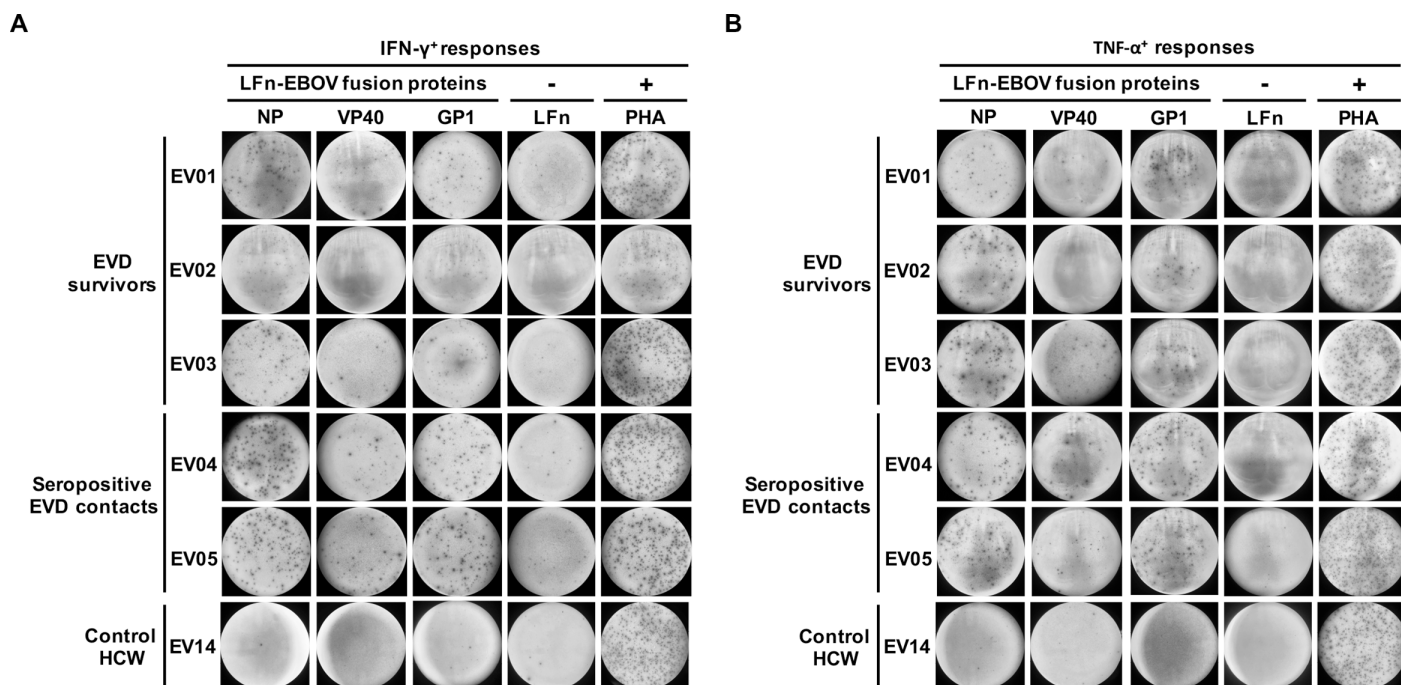 A
IFN-γ⁺ responses
LFn-EBOV fusion proteins - +
NP VP40 GP1 LFn PHA
EVD
survivors
EV01
EV02
EV03
Seropositive
EVD contacts
EV04
EV05
Control
HCW
EV14
B
TNF-α⁺ responses
LFn-EBOV fusion proteins - +
NP VP40 GP1 LFn PHA
EVD
survivors
EV01
EV02
EV03
Seropositive
EVD contacts
EV04
EV05
Control
HCW
EV14